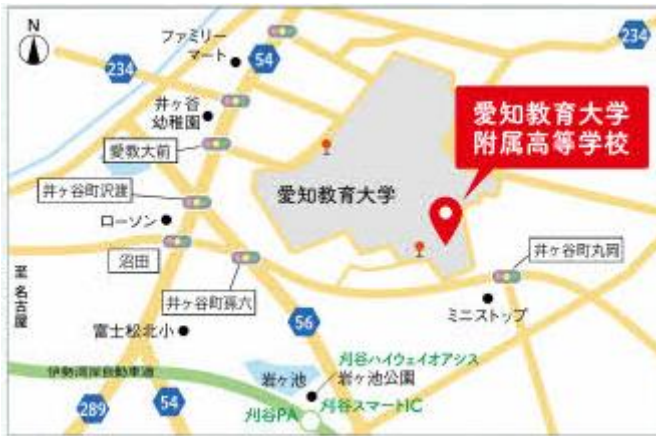 N
ファミリー
マート
54
234
234
井ヶ谷
幼稚園
愛知教育大学
附属高等学校
愛教大前
愛知教育大学
井ヶ谷町沢渡
ローソン
沼田
井ヶ谷町丸岡
至 名古屋
井ヶ谷町孫六
ミニストップ
富士松北小
56
刈谷ハイウェイオアシス
伊勢湾岸自動車道
岩ヶ池
岩ヶ池公園
刈谷PA
刈谷スマートIC
289
54